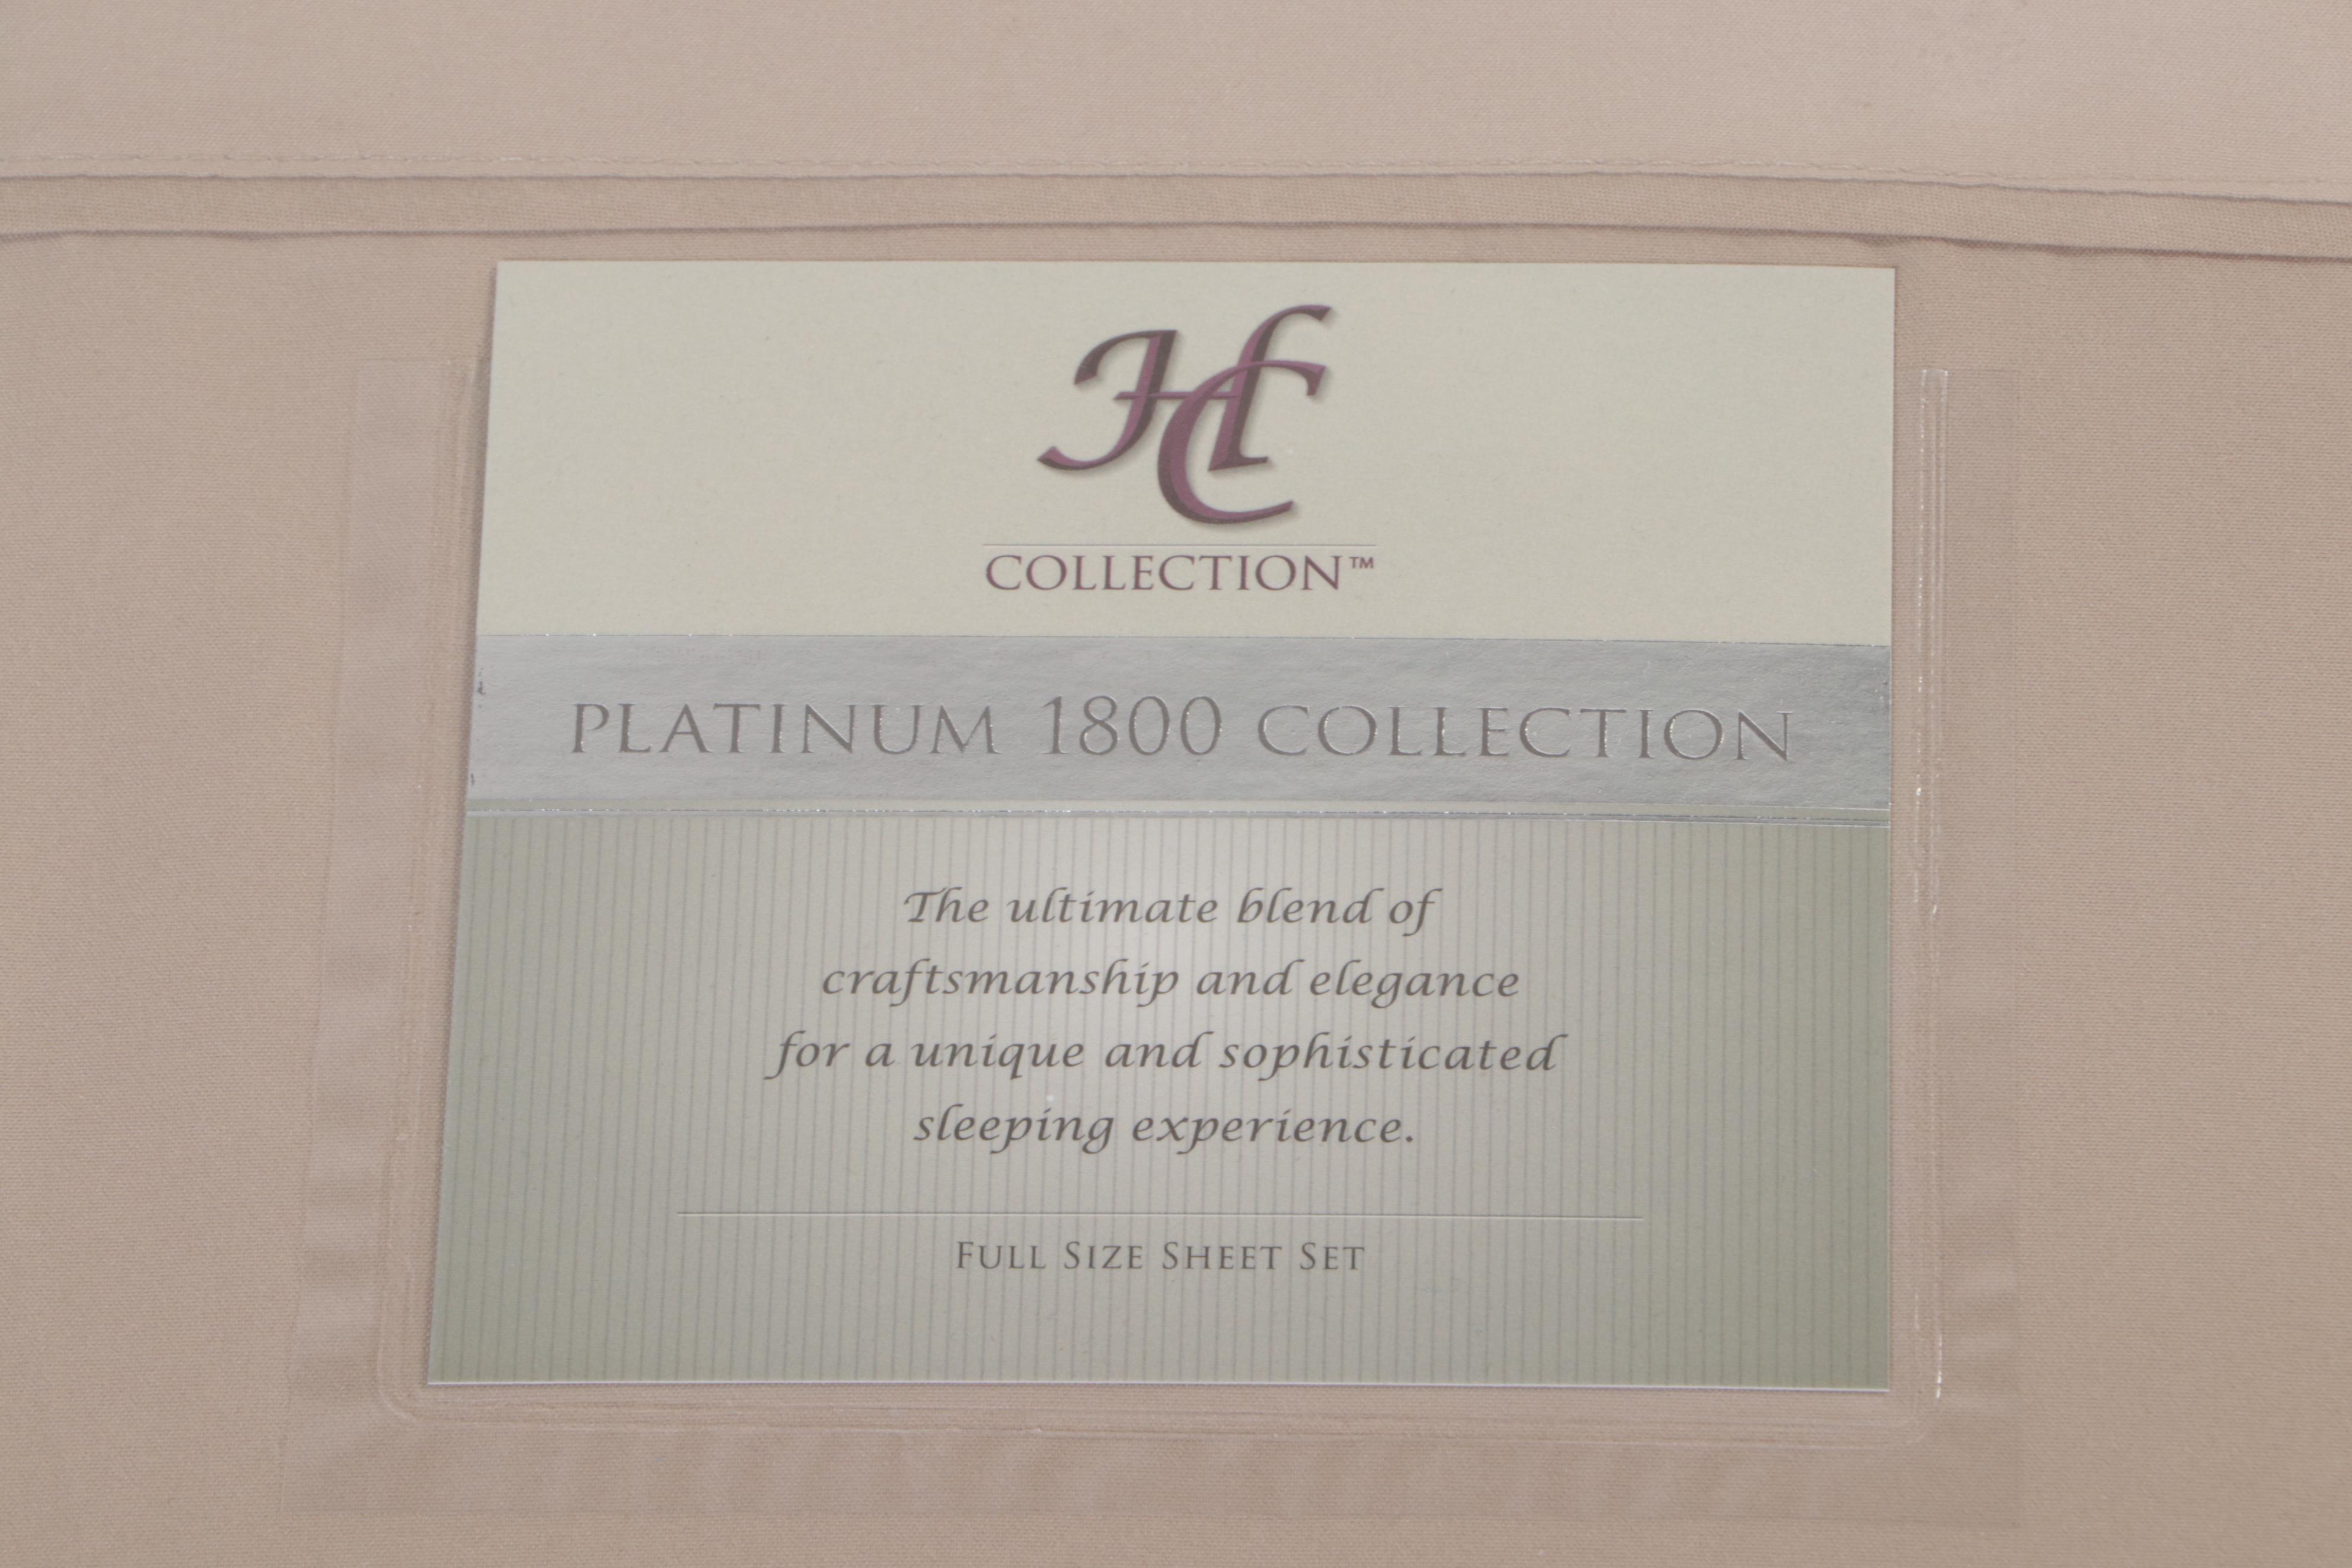 HC
COLLECTION™
PLATINUM 1800 COLLECTION
The ultimate blend of
craftsmanship and elegance
for a unique and sophisticated
sleeping experience.
FULL SIZE SHEET SET